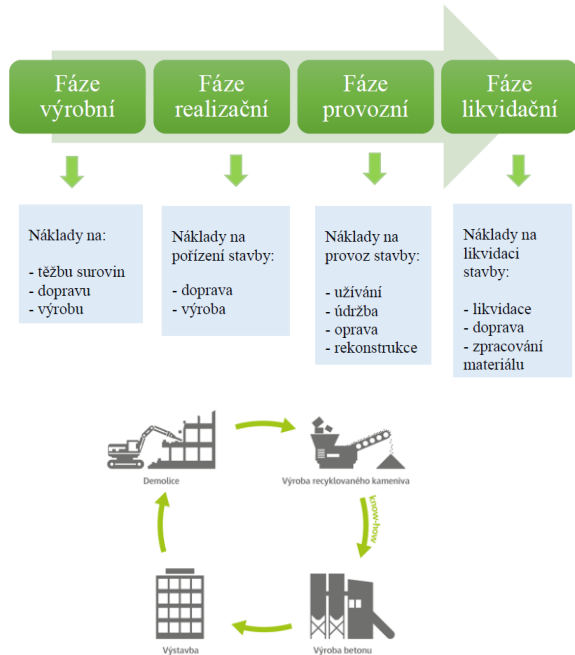 Fáze
výrobní
Fáze
realizační
Fáze
provozní
Fáze
likvidační
Náklady na:
- těžbu surovin
- dopravu
- výrobu
Náklady na
pořízení stavby:
- doprava
- výroba
Náklady na
provoz stavby:
- užívání
- údržba
- oprava
- rekonstrukce
Náklady na
likvidaci
stavby:
- likvidace
- doprava
- zpracování
materiálu
Demolice
Výroba recyklovaného kameniva
know-how
Výstavba
Výroba betonu